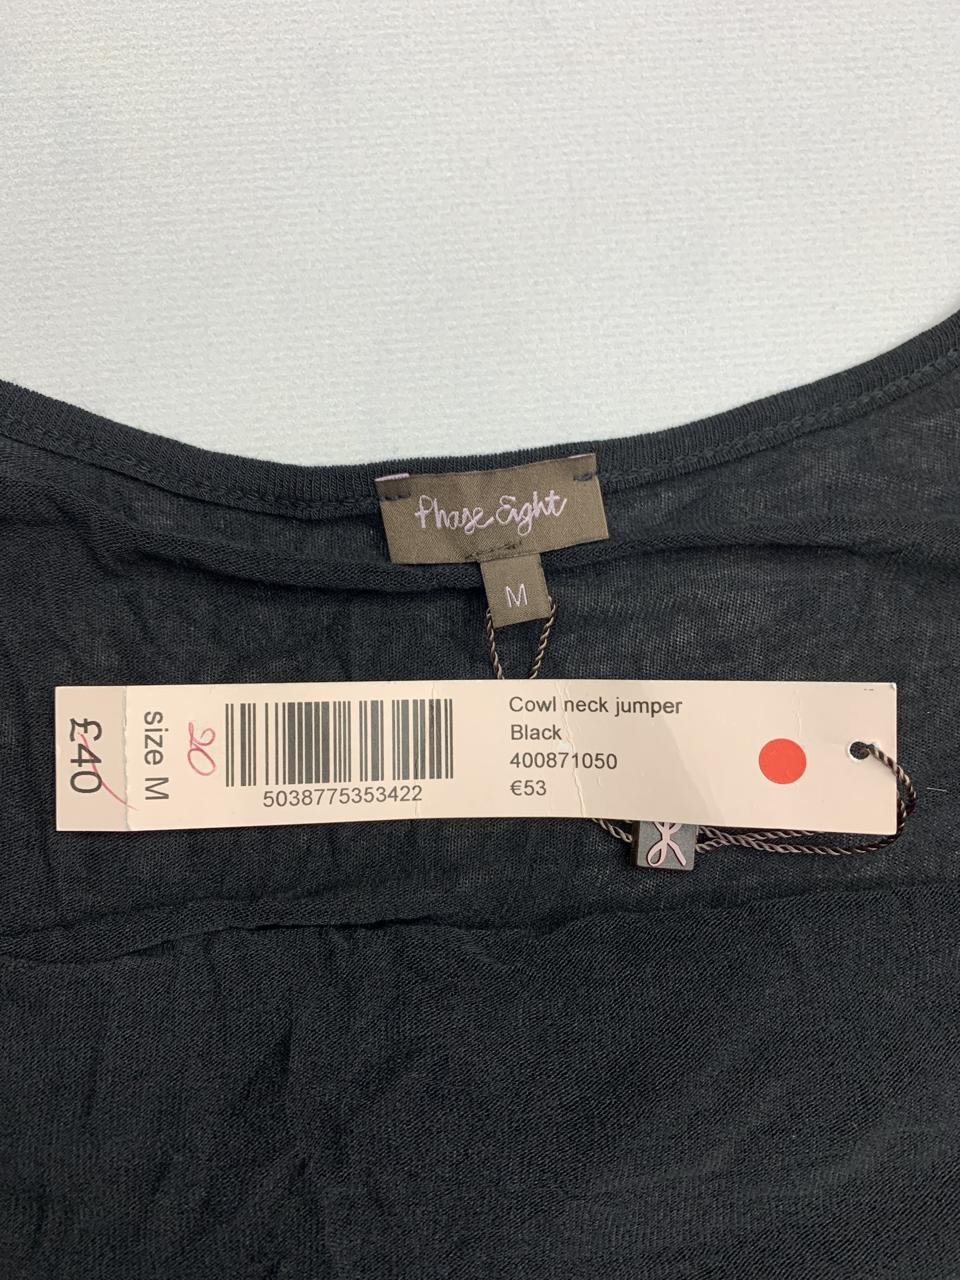 Phase Eight
M
£40
size M
20
5038775353422
Cowl neck jumper
Black
400871050
€53